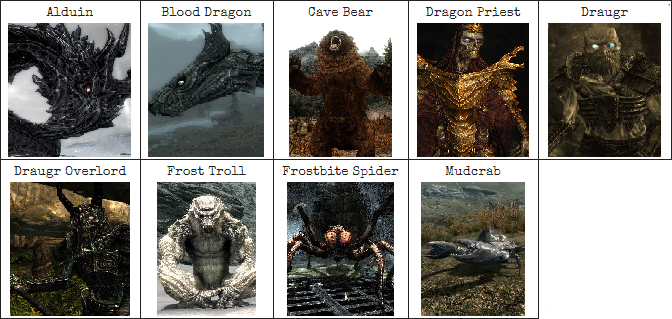 Alduin
Blood Dragon
Cave Bear
Dragon Priest
Draugr
Draugr Overlord
Frost Troll
Frostbite Spider
Mudcrab